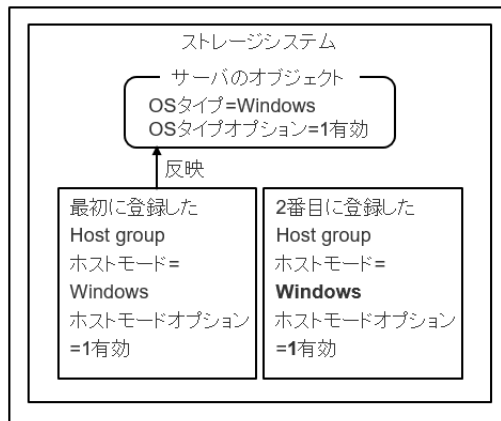 ストレージシステム
サーバのオブジェクト
OSタイプ=Windows
OSタイプオプション=1有効
反映
最初に登録した
Host group
ホストモード=
Windows
ホストモードオプション
=1有効
2番目に登録した
Host group
ホストモード=
Windows
ホストモードオプション
=1有効